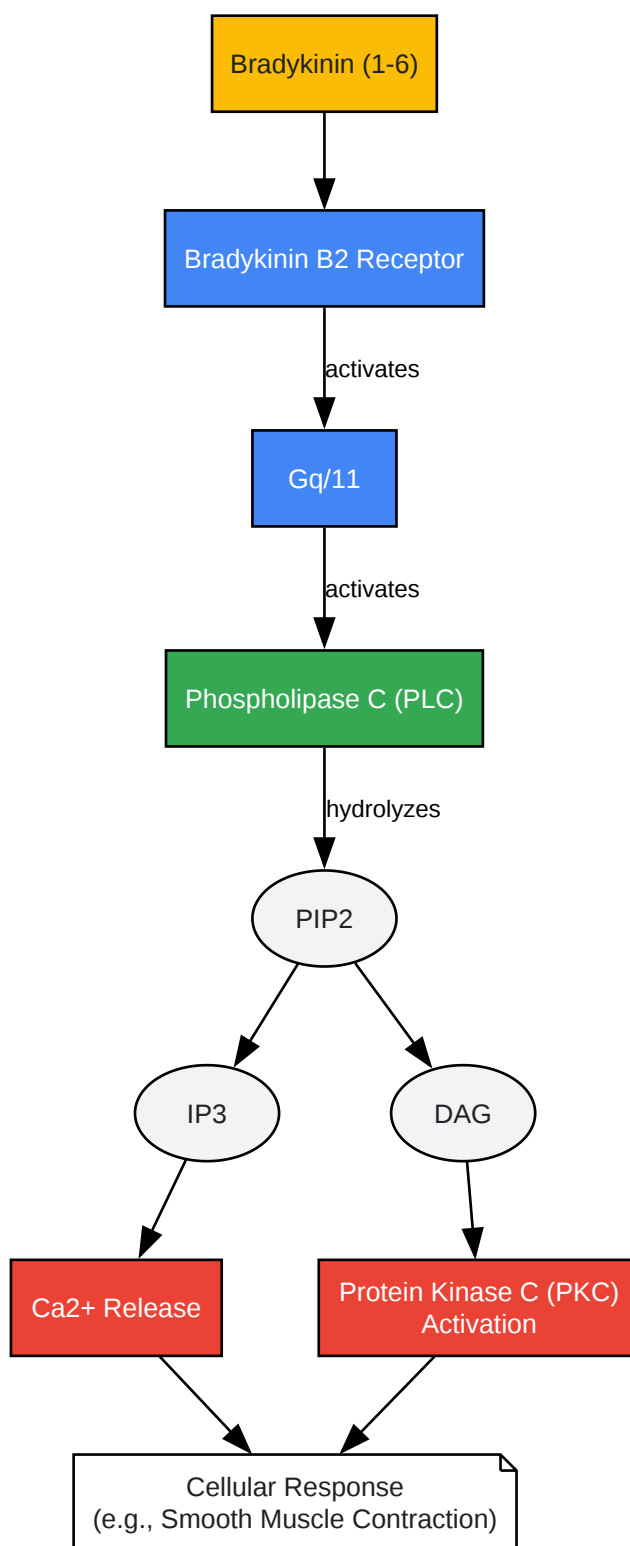 Bradykinin (1-6)
Bradykinin B2 Receptor
activates
Gq/11
activates
Phospholipase C (PLC)
hydrolyzes
PIP2
IP3
DAG
Ca2+ Release
Protein Kinase C (PKC)
Activation
Cellular Response
(e.g., Smooth Muscle Contraction)